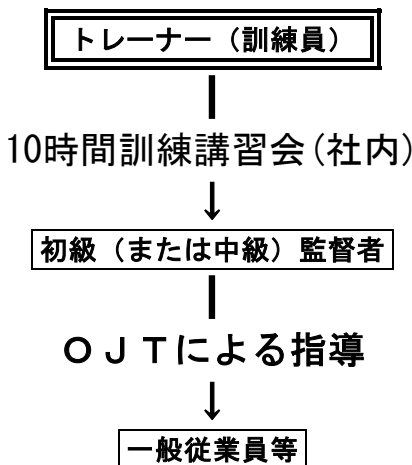 トレーナー（訓練員）
10時間訓練講習会(社内)
初級（または中級）監督者
ＯＪＴによる指導
一般従業員等